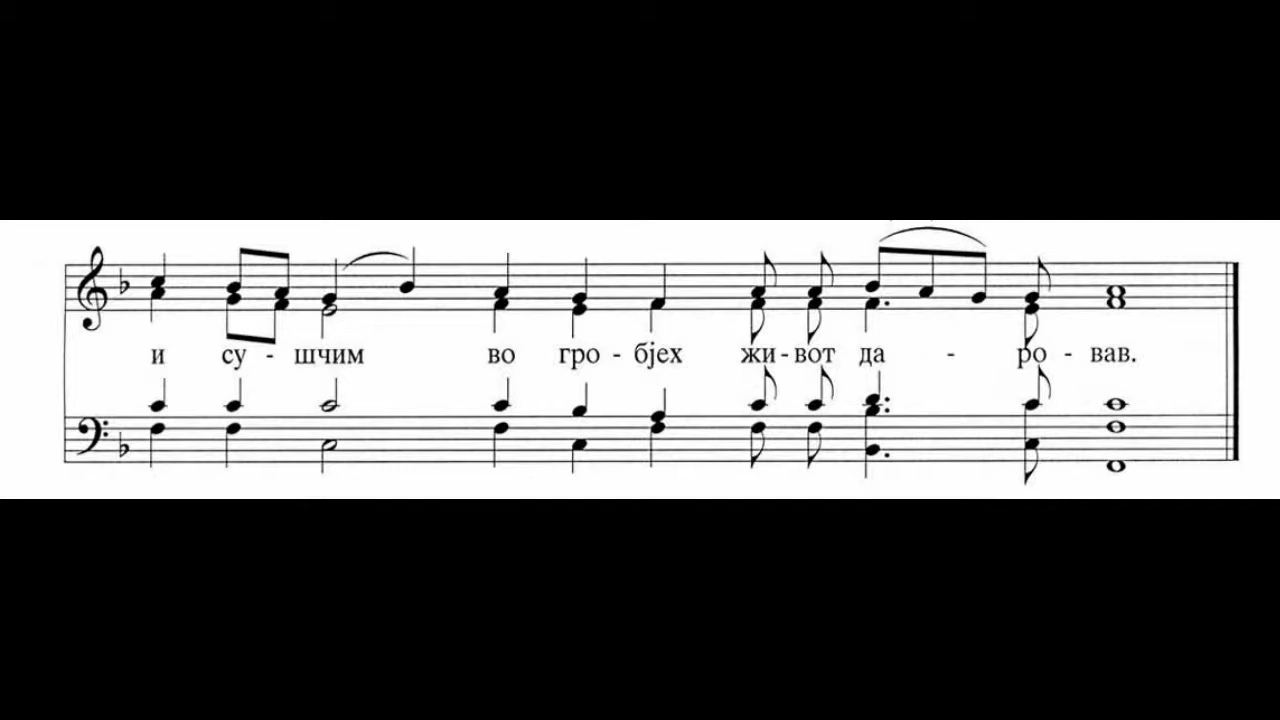 и су - шчим во гро - бјех жи - вот да - ро - вав.